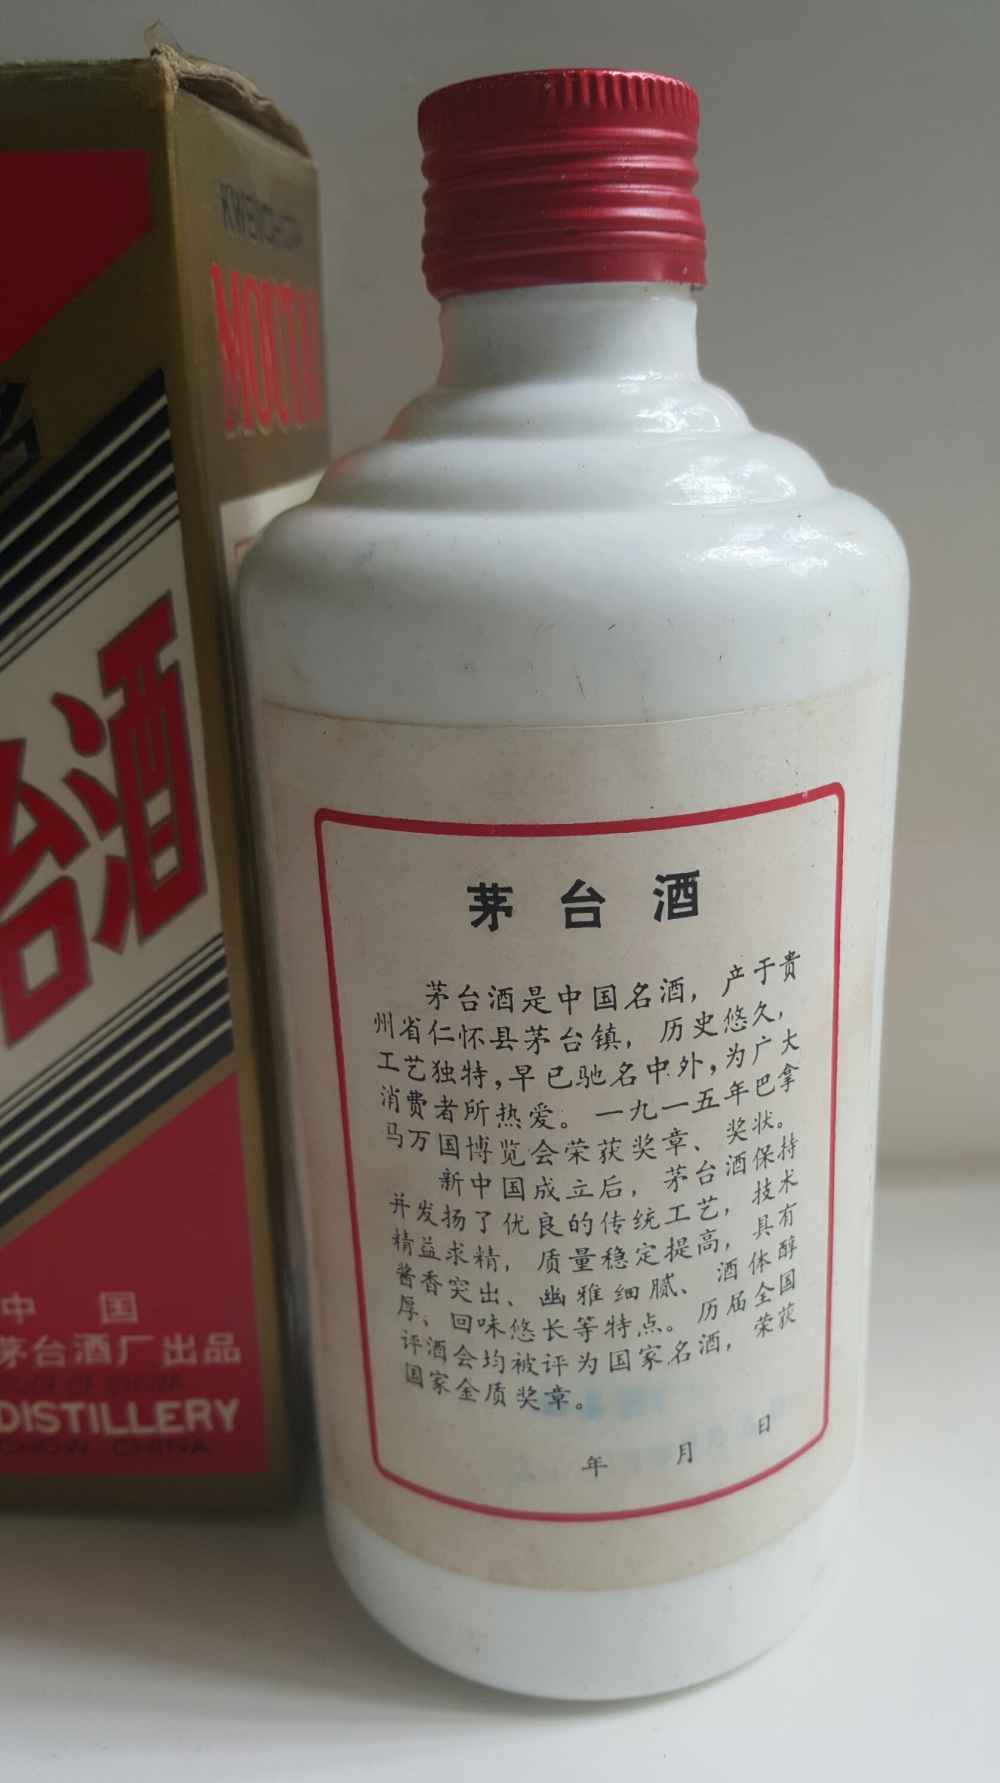 KWEICHOW
MOUTAI
台酒
中国
茅台酒厂出品
DISTILLERY
茅台酒
茅台酒是中国名酒，产于贵
州省仁怀县茅台镇，历史悠久，
工艺独特，早已驰名中外，为广大
消费者所热爱。一九一五年巴拿
马万国博览会荣获奖章、奖状。
新中国成立后，茅台酒保持
并发扬了优良的传统工艺，技术
精益求精，质量稳定提高，具有
酱香突出、幽雅细腻、酒体醇
厚、回味悠长等特点。历届全国
评酒会均被评为国家名酒，荣获
国家金质奖章。
年 月 日